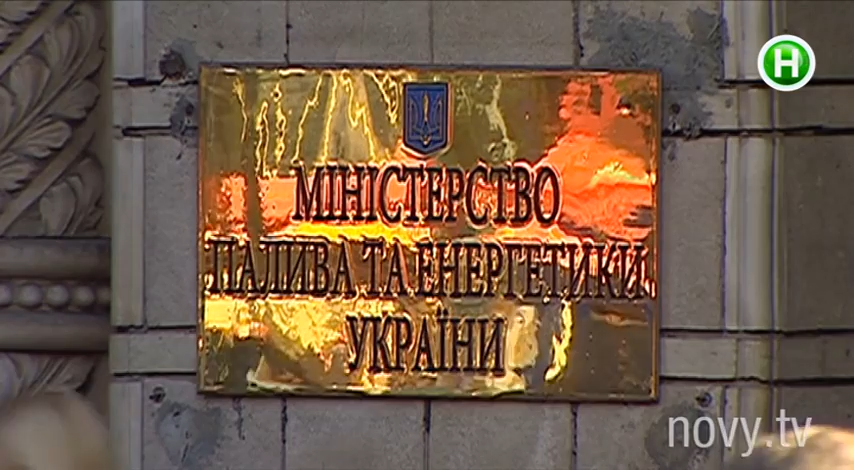 Н
МІНІСТЕРСТВО
ПАЛИВА ТА ЕНЕРГЕТИКИ
УКРАЇНИ
novy.tv